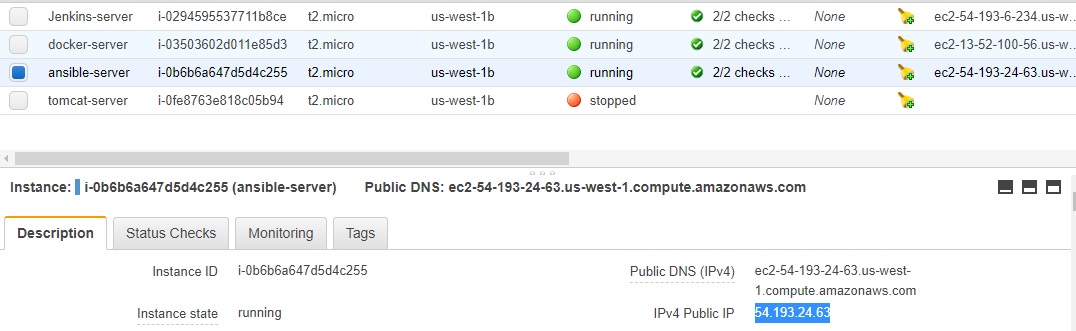 Jenkins-server i-0294595537711b8ce t2.micro us-west-1b running 2/2 checks ... None ec2-54-193-6-234.us-w...
docker-server i-03503602d011e85d3 t2.micro us-west-1b running 2/2 checks ... None ec2-13-52-100-56.us-w...
ansible-server i-0b6b6a647d5d4c255 t2.micro us-west-1b running 2/2 checks ... None ec2-54-193-24-63.us-w...
tomcat-server i-0fe8763e818c05b94 t2.micro us-west-1b stopped None
Instance: i-0b6b6a647d5d4c255 (ansible-server) Public DNS: ec2-54-193-24-63.us-west-1.compute.amazonaws.com
Description Status Checks Monitoring Tags
Instance ID i-0b6b6a647d5d4c255 Public DNS (IPv4) ec2-54-193-24-63.us-west-
1.compute.amazonaws.com
Instance state running IPv4 Public IP 54.193.24.63